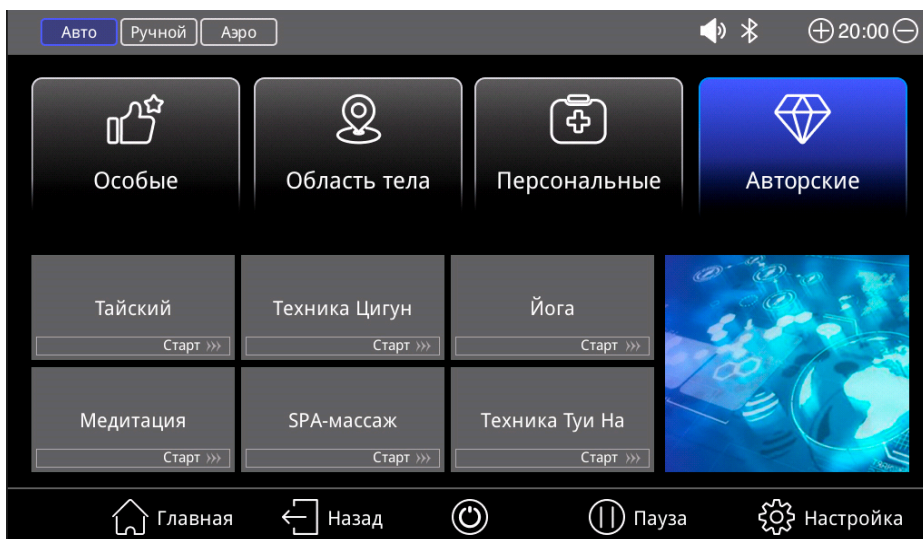 Авто Ручной Аэро 20:00
Особые Область тела Персональные Авторские
Тайский Техника Цигун Йога
Старт Старт Старт
Медитация SPA-массаж Техника Туи На
Старт Старт Старт
Главная Назад Пауза Настройка